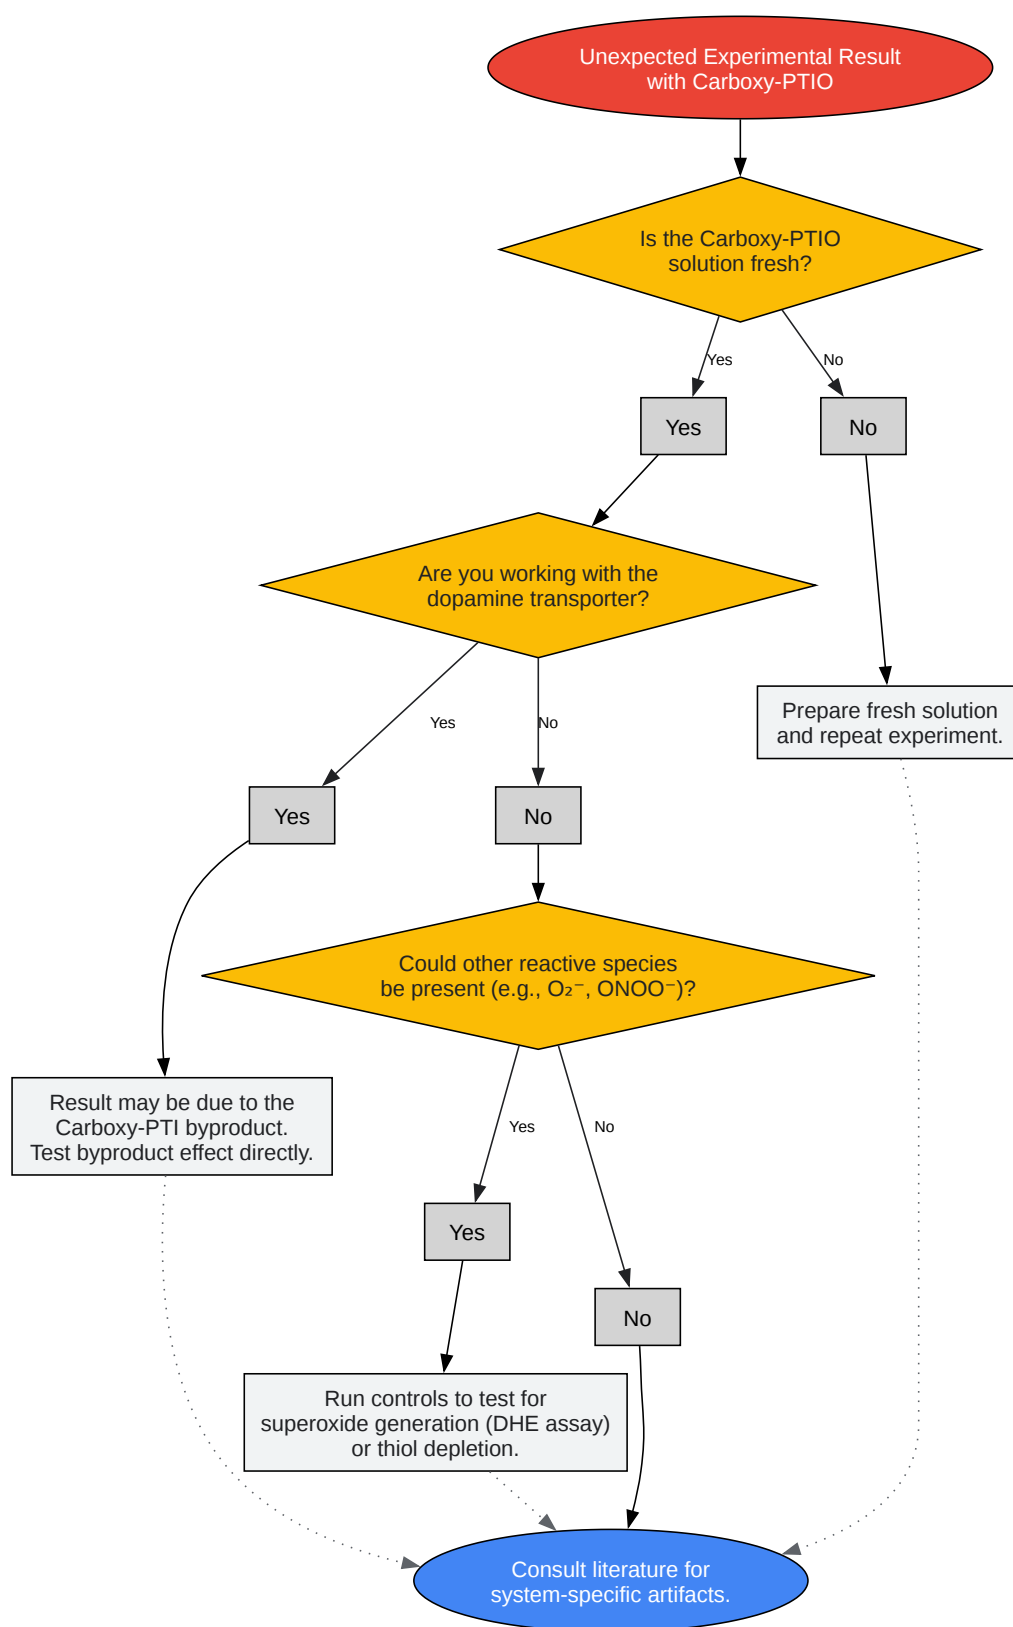 Unexpected Experimental Result
with Carboxy-PTIO
Is the Carboxy-PTIO
solution fresh?
Yes
No
Yes
No
Are you working with the
dopamine transporter?
Prepare fresh solution
and repeat experiment.
Yes
No
Yes
No
Could other reactive species
be present (e.g., O₂⁻, ONOO⁻)?
Result may be due to the
Carboxy-PTI byproduct.
Test byproduct effect directly.
Yes
No
Yes
No
Run controls to test for
superoxide generation (DHE assay)
or thiol depletion.
Consult literature for
system-specific artifacts.